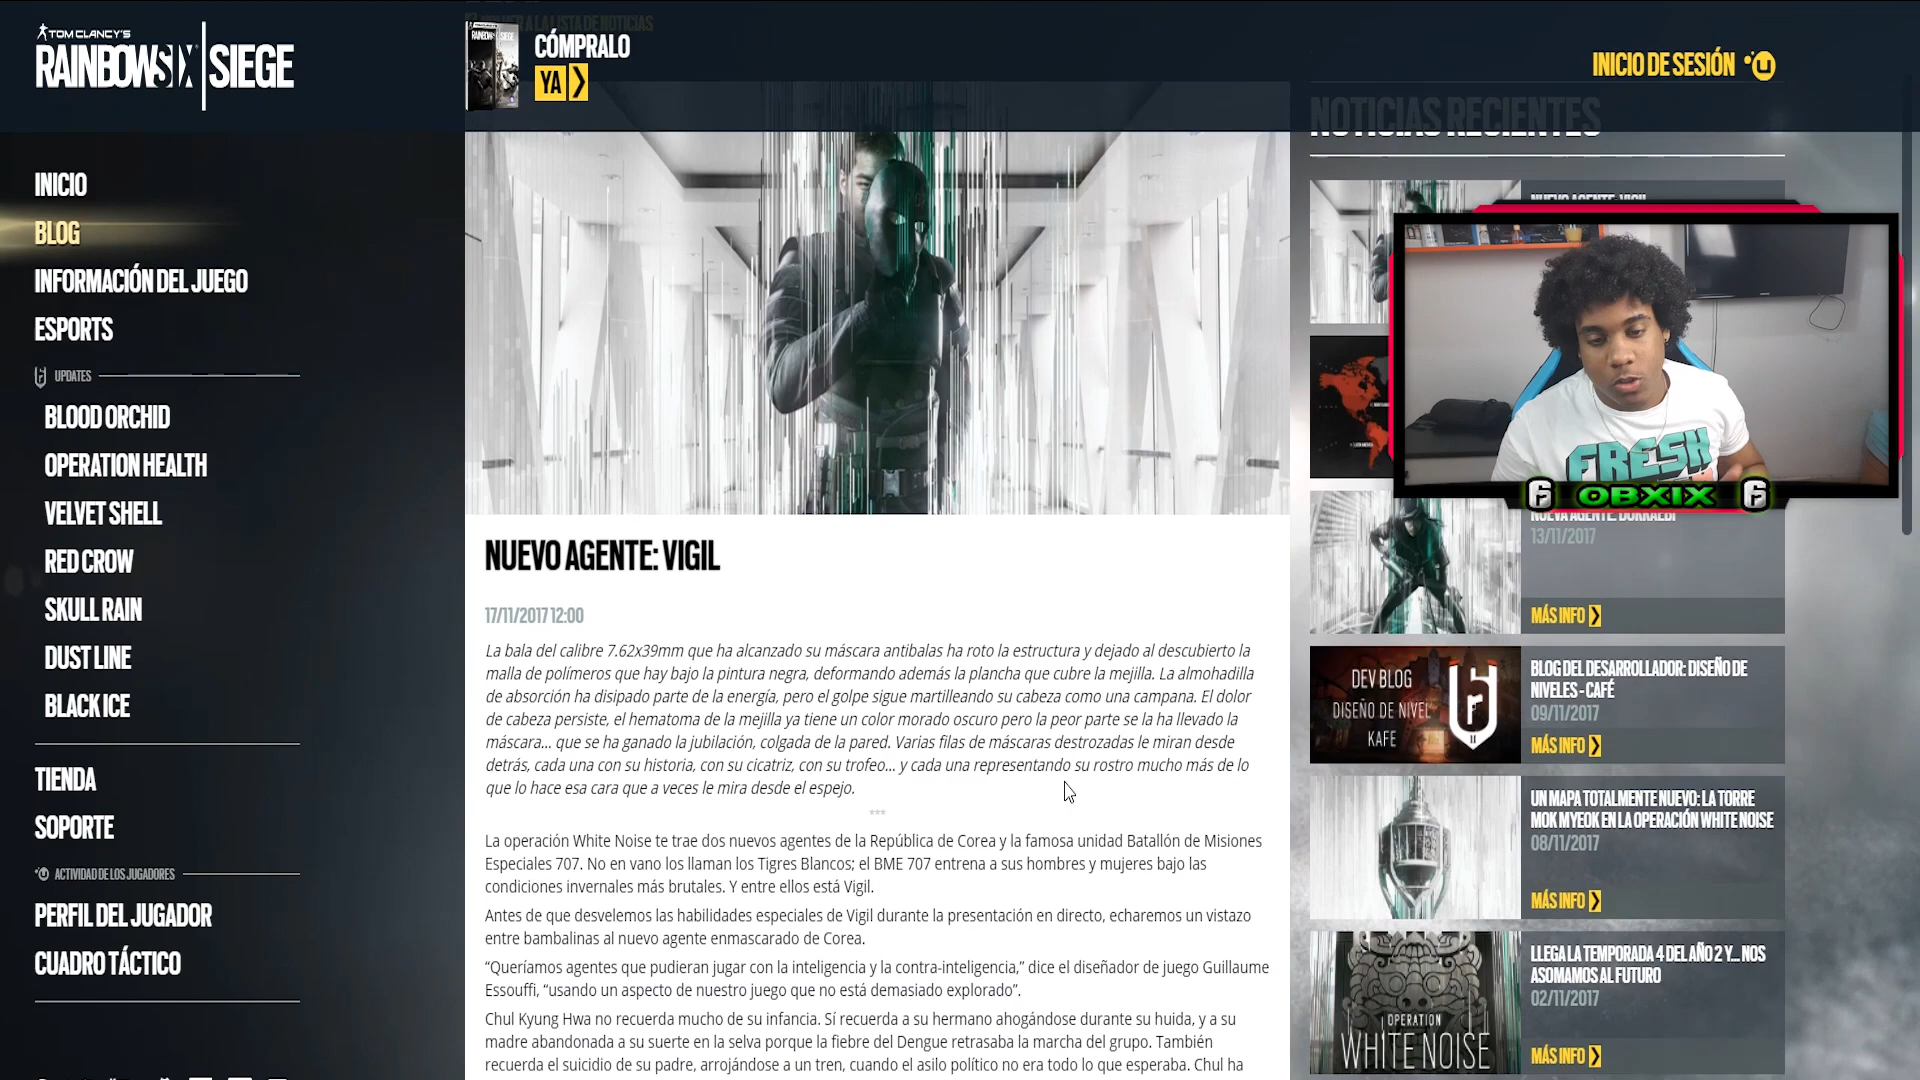 VOLVER A LA LISTA DE NOTICIAS
TOM CLANCY'S
RAINBOWSIX | SIEGE
CÓMPRALO
YA
INICIO DE SESIÓN
INICIO
BLOG
INFORMACIÓN DEL JUEGO
ESPORTS
UPDATES
BLOOD ORCHID
OPERATION HEALTH
VELVET SHELL
RED CROW
SKULL RAIN
DUST LINE
BLACK ICE
TIENDA
SOPORTE
ACTIVIDAD DE LOS JUGADORES
PERFIL DEL JUGADOR
CUADRO TÁCTICO
NUEVO AGENTE: VIGIL
17/11/2017 12:00
La bala del calibre 7.62x39mm que ha alcanzado su máscara antibalas ha roto la estructura y dejado al descubierto la
malla de polímeros que hay bajo la pintura negra, deformando además la plancha que cubre la mejilla. La almohadilla
de absorción ha disipado parte de la energía, pero el golpe sigue martilleando su cabeza como una campana. El dolor
de cabeza persiste, el hematoma de la mejilla ya tiene un color morado oscuro pero la peor parte se la ha llevado la
máscara... que se ha ganado la jubilación, colgada de la pared. Varias filas de máscaras destrozadas le miran desde
detrás, cada una con su historia, con su cicatriz, con su trofeo... y cada una representando su rostro mucho más de lo
que lo hace esa cara que a veces le mira desde el espejo.
***
La operación White Noise te trae dos nuevos agentes de la República de Corea y la famosa unidad Batallón de Misiones
Especiales 707. No en vano los llaman los Tigres Blancos; el BME 707 entrena a sus hombres y mujeres bajo las
condiciones invernales más brutales. Y entre ellos está Vigil.
Antes de que desvelemos las habilidades especiales de Vigil durante la presentación en directo, echaremos un vistazo
entre bambalinas al nuevo agente enmascarado de Corea.
“Queríamos agentes que pudieran jugar con la inteligencia y la contra-inteligencia,” dice el diseñador de juego Guillaume
Essouffi, “usando un aspecto de nuestro juego que no está demasiado explorado”.
Chul Kyung Hwa no recuerda mucho de su infancia. Sí recuerda a su hermano ahogándose durante su huida, y a su
madre abandonada a su suerte en la selva porque la fiebre del Dengue retrasaba la marcha del grupo. También
recuerda el suicidio de su padre, arrojándose a un tren, cuando el asilo político no era todo lo que esperaba. Chul ha
NOTICIAS RECIENTES
NUEVO AGENTE: VIGIL
FRESH
OBXIX
NUEVA AGENTE: DOKKAEBI
13/11/2017
MÁS INFO
DEV BLOG
DISEÑO DE NIVEL
KAFE
BLOG DEL DESARROLLADOR: DISEÑO DE
NIVELES - CAFÉ
09/11/2017
MÁS INFO
UN MAPA TOTALMENTE NUEVO: LA TORRE
MOK MYEOK EN LA OPERACIÓN WHITE NOISE
08/11/2017
MÁS INFO
OPERATION
WHITE NOISE
LLEGA LA TEMPORADA 4 DEL AÑO 2 Y... NOS
ASOMAMOS AL FUTURO
02/11/2017
MÁS INFO